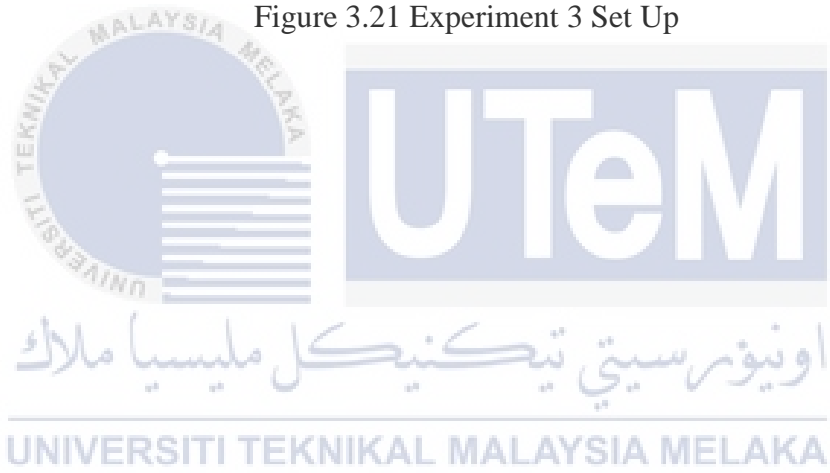 Figure 3.21 Experiment 3 Set Up
UNIVERSITI TEKNIKAL MALAYSIA MELAKA
UTeM
اونيۏرسيتي تيكنيكل مليسيا ملاك
UNIVERSITI TEKNIKAL MALAYSIA MELAKA